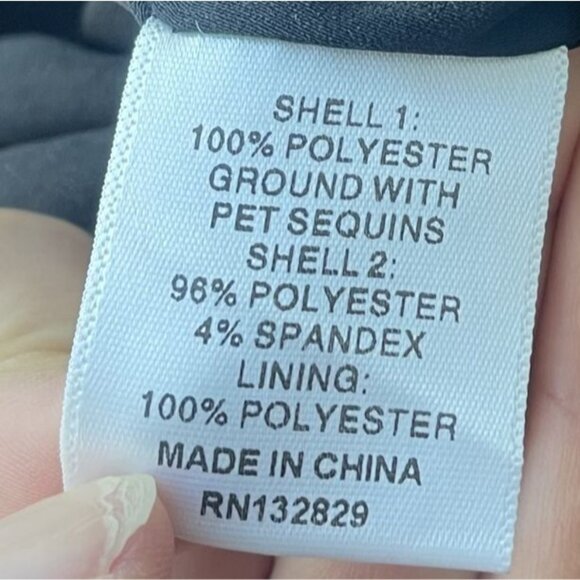 SHELL 1:
100% POLYESTER
GROUND WITH
PET SEQUINS
SHELL 2:
96% POLYESTER
4% SPANDEX
LINING:
100% POLYESTER
MADE IN CHINA
RN132829